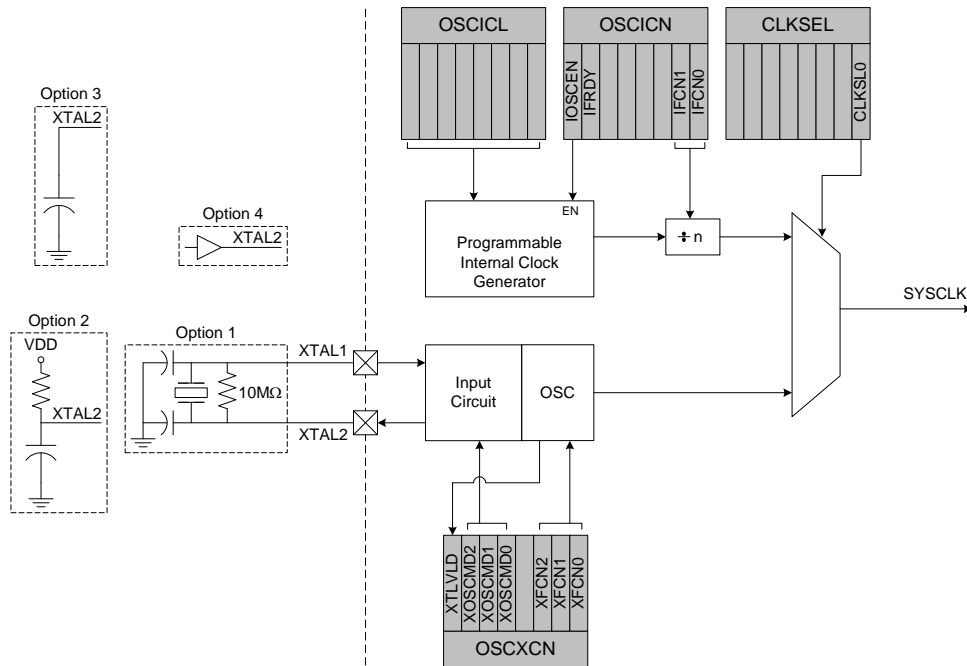 OSCICL
OSCICN
CLKSEL
IOSCEN
IFRDY
IFCN1
IFCN0
CLKSL0
Option 3
XTAL2
Option 4
XTAL2
EN
Programmable
Internal Clock
Generator
÷ n
SYSCLK
Option 2
VDD
XTAL2
Option 1
10MΩ
XTAL1
XTAL2
Input
Circuit
OSC
XTLVLD
XOSCMD2
XOSCMD1
XOSCMD0
XFCN2
XFCN1
XFCN0
OSCXCN